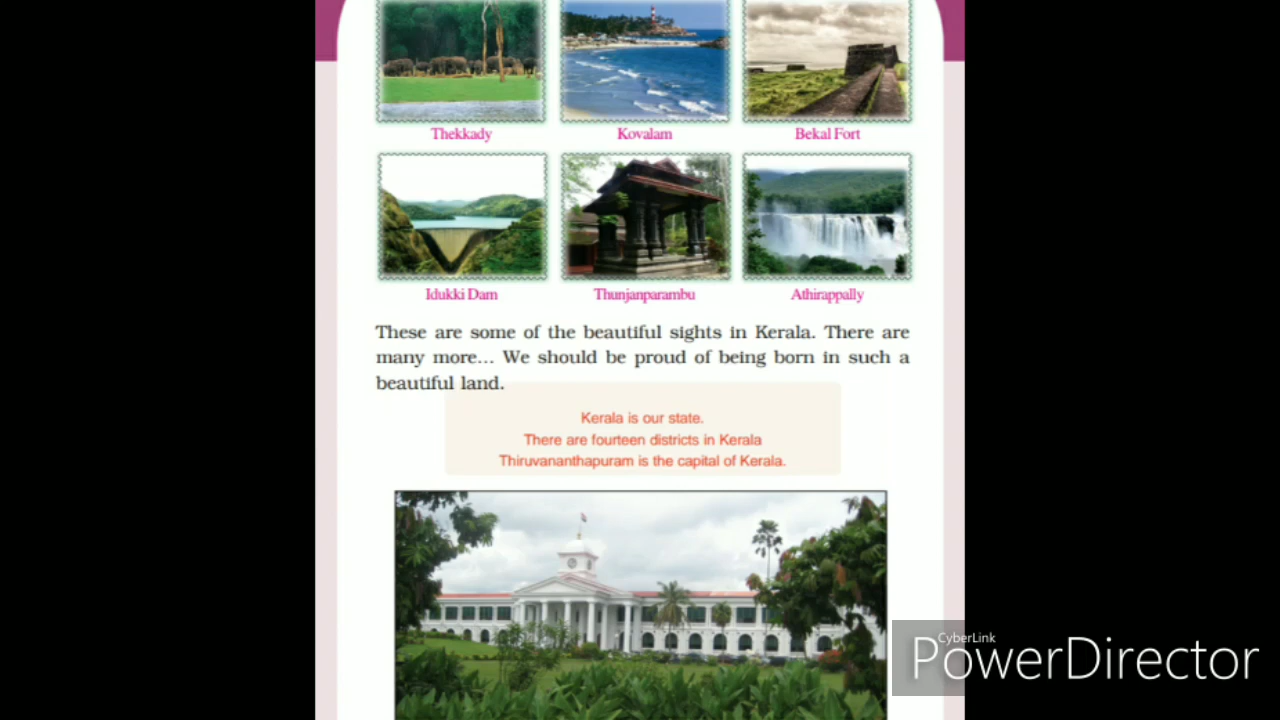 Thekkady
Kovalam
Bekal Fort
Idukki Dam
Thunjanparambu
Athirappally
These are some of the beautiful sights in Kerala. There are
many more... We should be proud of being born in such a
beautiful land.
Kerala is our state.
There are fourteen districts in Kerala
Thiruvananthapuram is the capital of Kerala.
CyberLink
PowerDirector